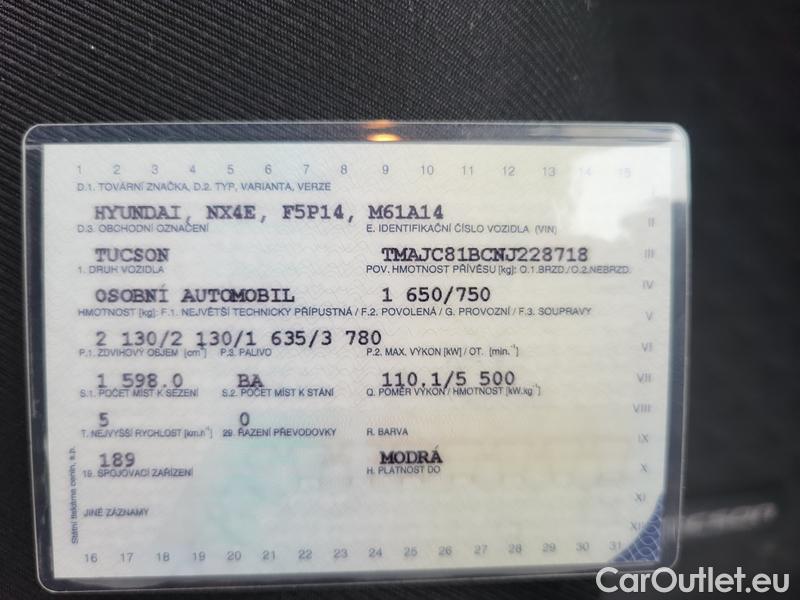 1 2 3 4 5 6 7 8 9 10 11 12 13 14 15
D.1. TOVÁRNÍ ZNAČKA, D.2. TYP, VARIANTA, VERZE
I
HYUNDAI, NX4E, F5P14, M61A14
II
D.3. OBCHODNÍ OZNAČENÍ E. IDENTIFIKAČNÍ ČÍSLO VOZIDLA (VIN)
TUCSON TMAJC81BCNJ228718
III
1. DRUH VOZIDLA POV. HMOTNOST PŘÍVĚSU [kg]: O.1.BRZD./O.2.NEBRZD.
IV
OSOBNÍ AUTOMOBIL 1 650/750
HMOTNOST [kg]: F.1. NEJVĚTŠÍ TECHNICKY PŘÍPUSTNÁ / F.2. POVOLENÁ / G. PROVOZNÍ / F.3. SOUPRAVY
V
2 130/2 130/1 635/3 780
VI
P.1. ZDVIHOVÝ OBJEM [cm³] P.3. PALIVO P.2. MAX. VÝKON [kW] / OT. [min.⁻¹]
1 598.0 BA 110,1/5 500
VII
S.1. POČET MÍST K SEZENÍ S.2. POČET MÍST K STÁNÍ Q. POMĚR VÝKON / HMOTNOST [kW.kg⁻¹]
VIII
5 0
T. NEJVYŠŠÍ RYCHLOST [km.h⁻¹] 29. ŘAZENÍ PŘEVODOVKY R. BARVA
IX
189 MODRÁ
19. SPOJOVACÍ ZAŘÍZENÍ H. PLATNOST DO
X
XI
JINÉ ZÁZNAMY
XII
Státní tiskárna cenin, s.p.
16 17 18 19 20 21 22 23 24 25 26 27 28 29 30 31
CarOutlet.eu